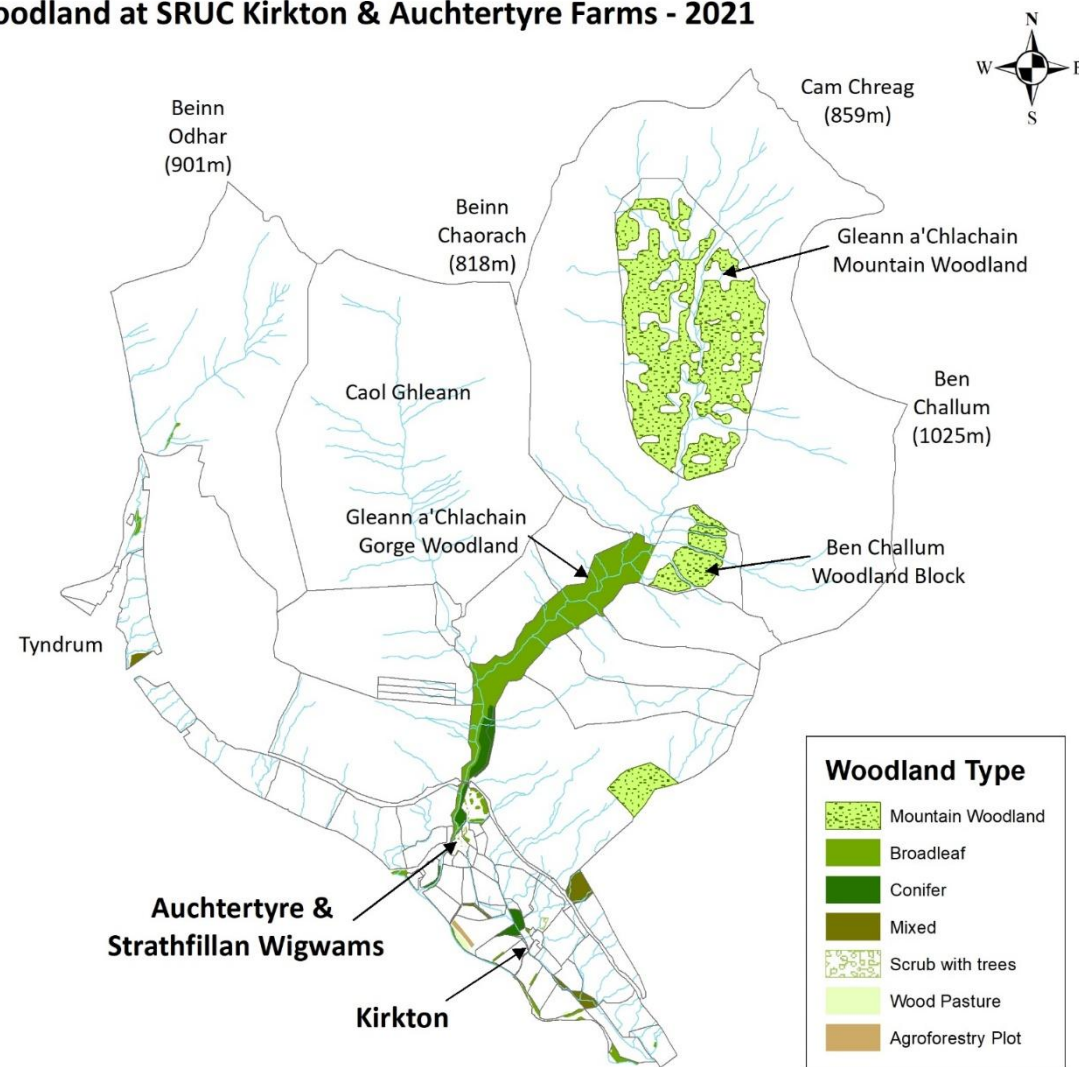 oodland at SRUC Kirkton & Auchtertyre Farms - 2021
N
W
E
S
Cam Chreag
(859m)
Beinn
Odhar
(901m)
Beinn
Chaorach
(818m)
Gleann a'Chlachain
Mountain Woodland
Caol Ghleann
Ben
Challum
(1025m)
Gleann a'Chlachain
Gorge Woodland
Ben Challum
Woodland Block
Tyndrum
Auchtertyre &
Strathfillan Wigwams
Kirkton
Woodland Type
Mountain Woodland
Broadleaf
Conifer
Mixed
Scrub with trees
Wood Pasture
Agroforestry Plot